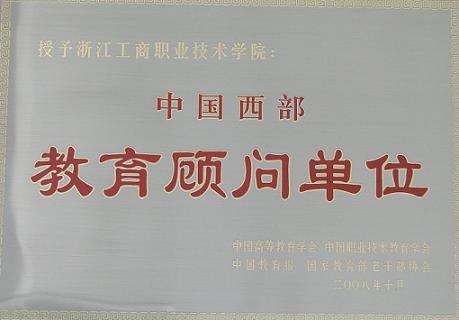 授予浙江工商职业技术学院：
中国西部
教育顾问单位
中国高等教育学会 中国职业技术教育学会
中国教育报 国家教育部老干部协会
二〇〇八年十月